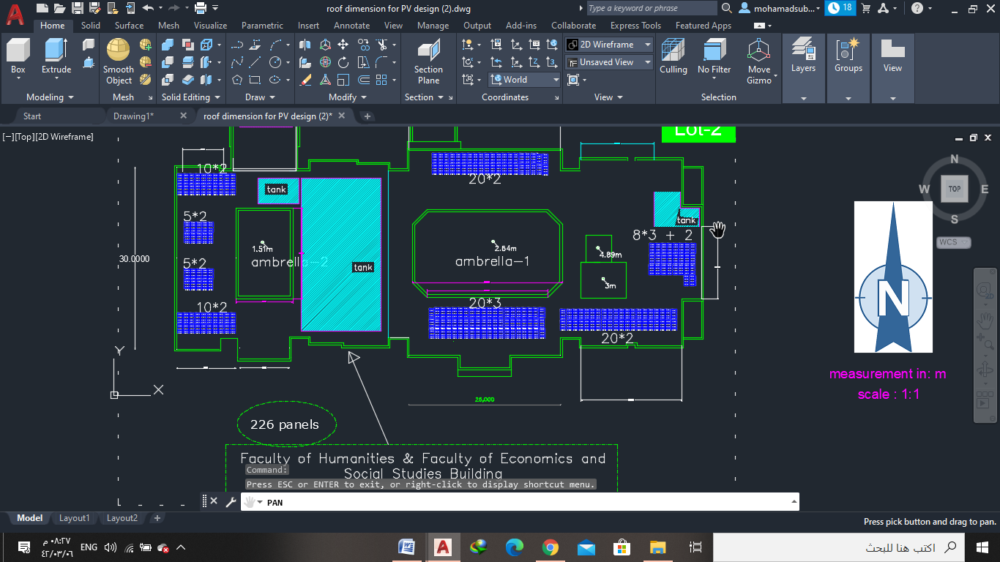 roof dimension for PV design (2).dwg
Type a keyword or phrase
mohamadsub...
18
Home Solid Surface Mesh Visualize Parametric Insert Annotate View Manage Output Add-ins Collaborate Express Tools Featured Apps
Box
Extrude
Smooth Object
Section Plane
World
2D Wireframe
Unsaved View
Culling
No Filter
Move Gizmo
Layers
Groups
View
Modeling
Mesh
Solid Editing
Draw
Modify
Section
Coordinates
View
Selection
Start
Drawing1*
roof dimension for PV design (2)*
[−][Top][2D Wireframe]
Lot-2
N
W
TOP
E
S
WCS
10*2
20*2
tank
5*2
tank
8*3 + 2
1.51m
2.54m
4.89m
30.0000
ambrella-2
ambrella-1
5*2
tank
3m
10*2
20*3
20*2
N
Y
X
measurement in: m
scale : 1:1
25,000
226 panels
Faculty of Humanities & Faculty of Economics and
Social Studies Building
Command:
Press ESC or ENTER to exit, or right-click to display shortcut menu.
PAN
Model
Layout1
Layout2
Press pick button and drag to pan.
٠٨:٢٧ م
٤٢/٠٣/٠٦
ENG
اكتب هنا للبحث